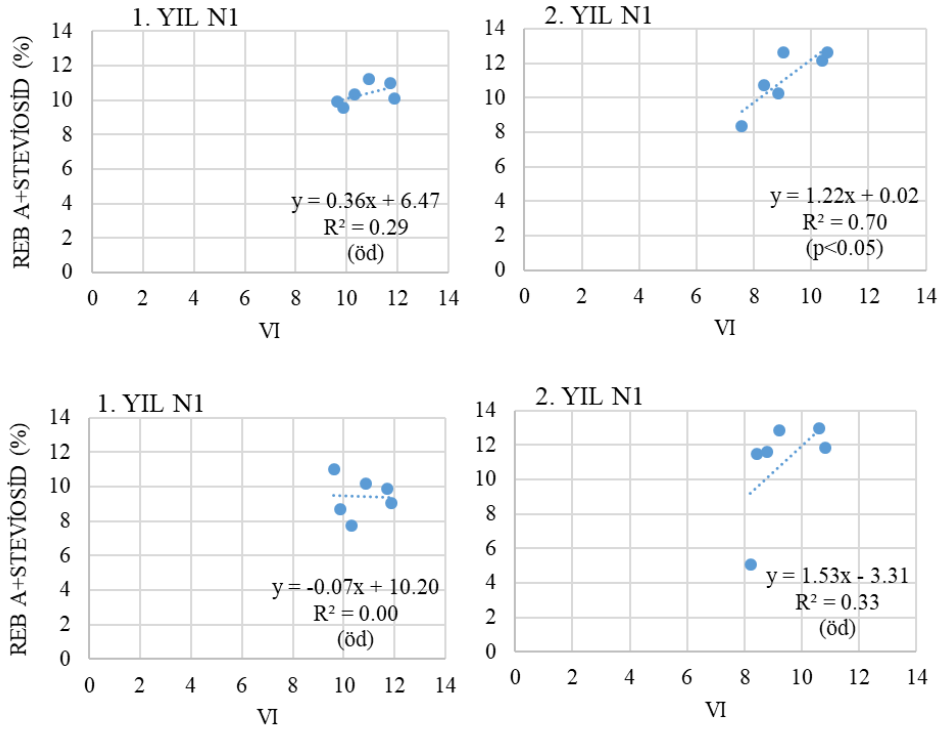 1. YIL N1
REB A+STEVİOSİD (%)
14
12
10
8
6
4
2
0
y = 0.36x + 6.47
R² = 0.29
(öd)
0 2 4 6 8 10 12 14
VI
2. YIL N1
14
12
10
8
6
4
2
0
y = 1.22x + 0.02
R² = 0.70
(p<0.05)
0 2 4 6 8 10 12 14
VI
1. YIL N1
REB A+STEVİOSİD (%)
14
12
10
8
6
4
2
0
y = -0.07x + 10.20
R² = 0.00
(öd)
0 2 4 6 8 10 12 14
VI
2. YIL N1
14
12
10
8
6
4
2
0
y = 1.53x - 3.31
R² = 0.33
(öd)
0 2 4 6 8 10 12 14
VI